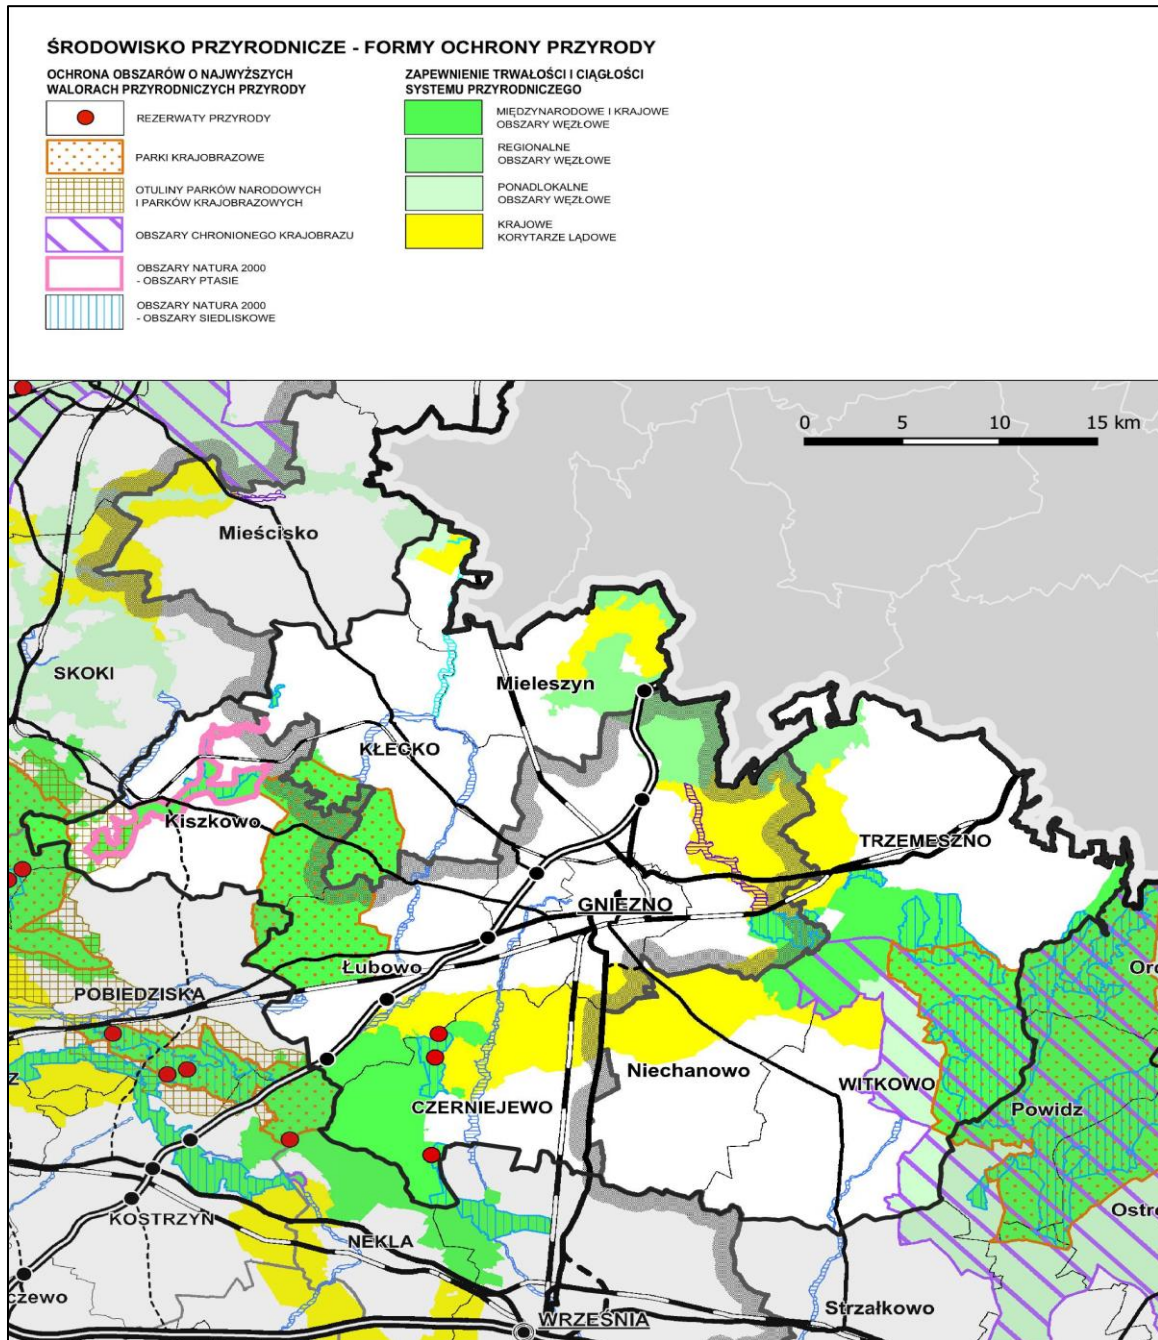 ŚRODOWISKO PRZYRODNICZE - FORMY OCHRONY PRZYRODY
OCHRONA OBSZARÓW O NAJWYŻSZYCH
WALORACH PRZYRODNICZYCH PRZYRODY
REZERWATY PRZYRODY
PARKI KRAJOBRAZOWE
OTULINY PARKÓW NARODOWYCH
I PARKÓW KRAJOBRAZOWYCH
OBSZARY CHRONIONEGO KRAJOBRAZU
OBSZARY NATURA 2000
- OBSZARY PTASIE
OBSZARY NATURA 2000
- OBSZARY SIEDLISKOWE
ZAPEWNIENIE TRWAŁOŚCI I CIĄGŁOŚCI
SYSTEMU PRZYRODNICZEGO
MIĘDZYNARODOWE I KRAJOWE
OBSZARY WĘZŁOWE
REGIONALNE
OBSZARY WĘZŁOWE
PONADLOKALNE
OBSZARY WĘZŁOWE
KRAJOWE
KORYTARZE LĄDOWE
0 5 10 15 km
Mieścisko
SKOKI
Mieleszyn
KŁECKO
Kiszkowo
TRZEMESZNO
GNIEZNO
Łubowo
Orc
POBIEDZISKA
Z
Niechanowo
WITKOWO
CZERNIEJEWO
Powidz
KOSTRZYN
Ostro
NEKLA
czewo
WRZEŚNIA
Strzałkowo